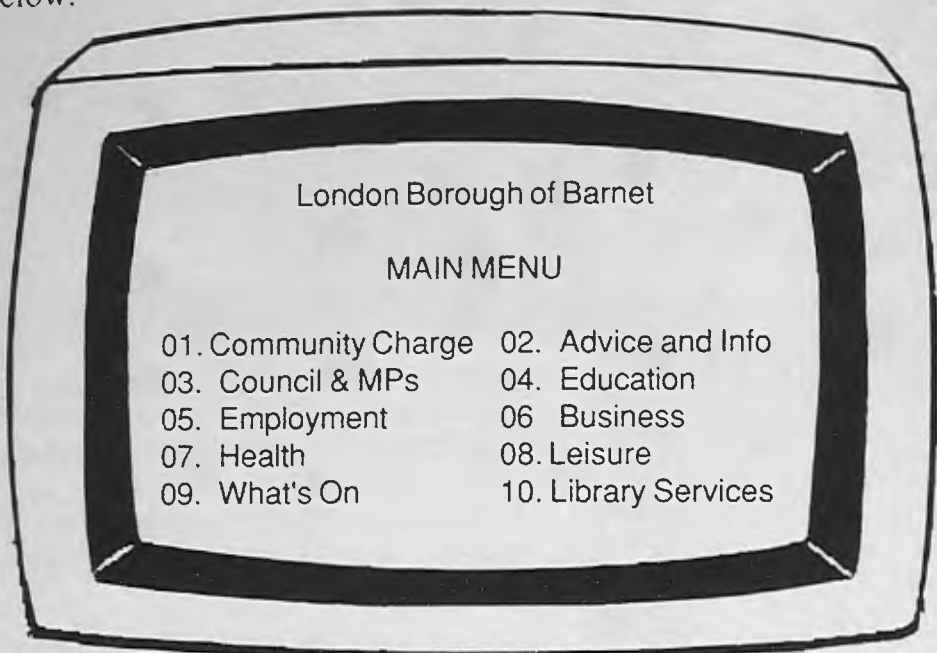 London Borough of Barnet
MAIN MENU
01. Community Charge 02. Advice and Info
03. Council & MPs 04. Education
05. Employment 06 Business
07. Health 08. Leisure
09. What's On 10. Library Services